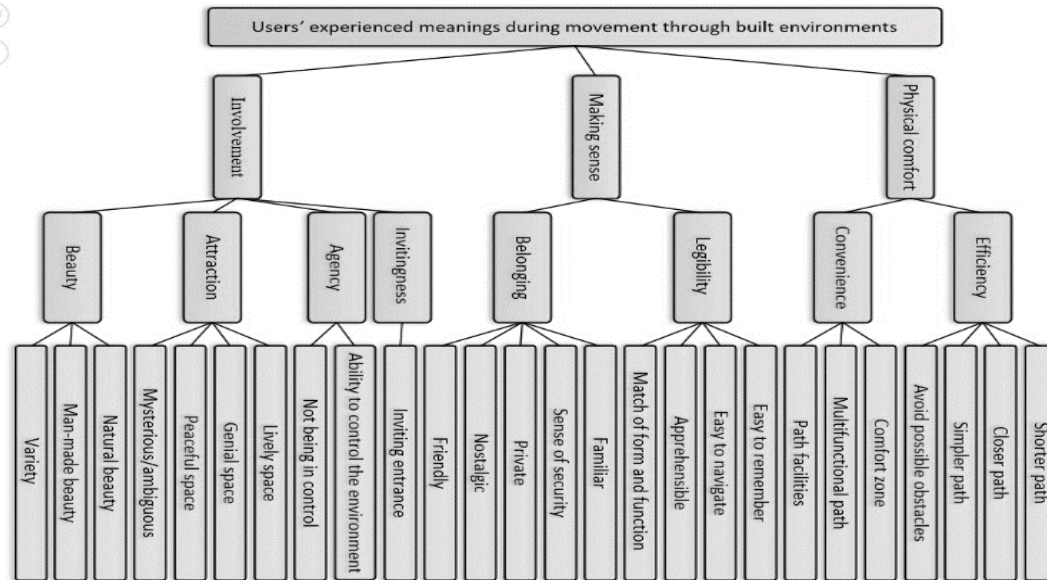 Users' experienced meanings during movement through built environments
Involvement
Making sense
Physical comfort
Beauty
Attraction
Agency
Invitingness
Belonging
Legibility
Convenience
Efficiency
Variety
Man-made beauty
Natural beauty
Mysterious/ambiguous
Peaceful space
Genial space
Lively space
Not being in control
Ability to control the environment
Inviting entrance
Friendly
Nostalgic
Private
Sense of security
Familiar
Match of form and function
Apprehensible
Easy to navigate
Easy to remember
Path facilities
Multifunctional path
Comfort zone
Avoid possible obstacles
Simpler path
Closer path
Shorter path